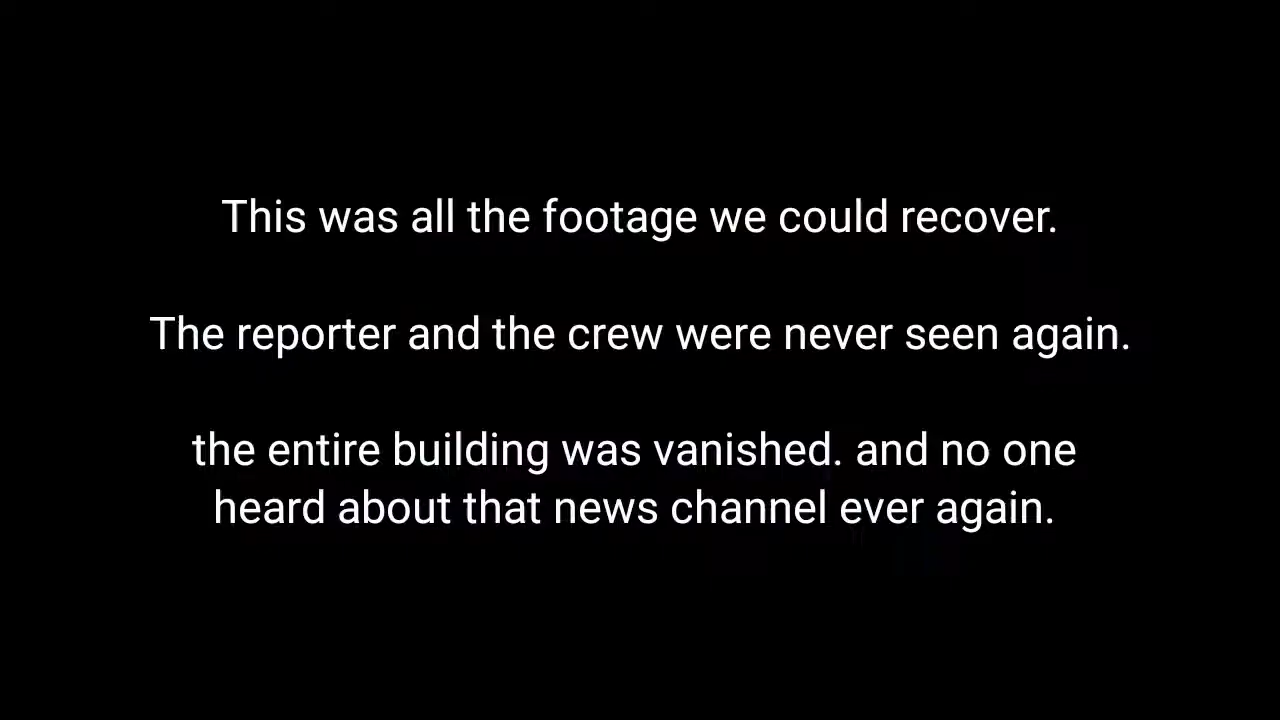 This was all the footage we could recover.
The reporter and the crew were never seen again.
the entire building was vanished. and no one
heard about that news channel ever again.